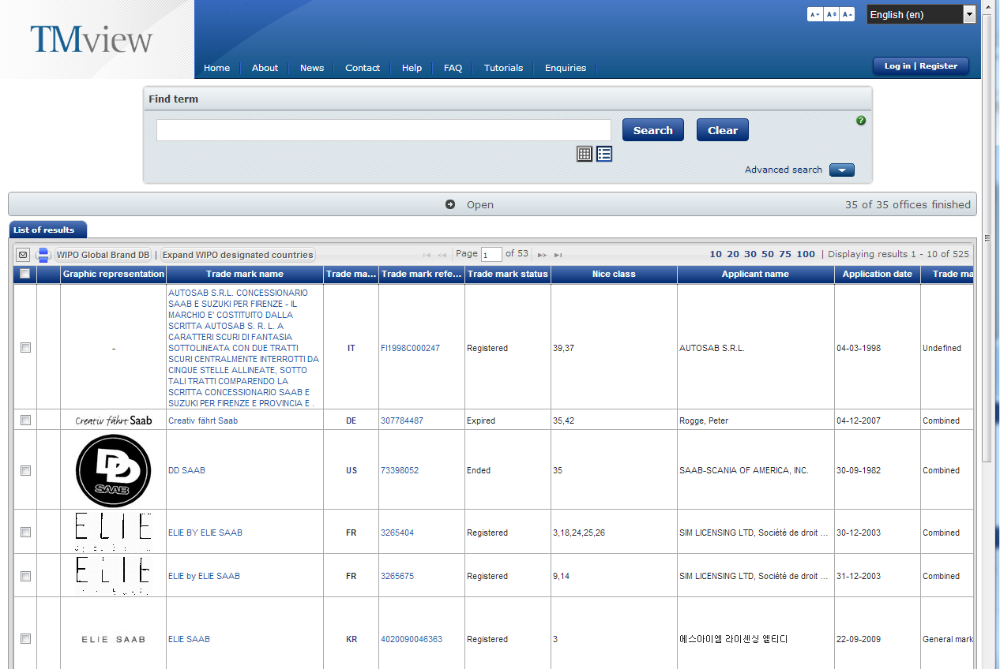 TMview
A- A± A+ English (en)
Home About News Contact Help FAQ Tutorials Enquiries
Log in | Register
Find term
Search Clear
?
Advanced search
Open
35 of 35 offices finished
List of results
WIPO Global Brand DB | Expand WIPO designated countries
Page 1 of 53
10 20 30 50 75 100 | Displaying results 1 - 10 of 525
Graphic representation Trade mark name Trade ma... Trade mark refe... Trade mark status Nice class Applicant name Application date Trade ma
AUTOSAB S.R.L. CONCESSIONARIO
SAAB E SUZUKI PER FIRENZE - IL
MARCHIO E' COSTITUITO DALLA
SCRITTA AUTOSAB S. R. L. A
CARATTERI SCURI DI FANTASIA
SOTTOLINEATA CON DUE TRATTI
SCURI CENTRALMENTE INTERROTTI DA
CINQUE STELLE ALLINEATE, SOTTO
TALI TRATTI COMPARENDO LA
SCRITTA CONCESSIONARIO SAAB E
SUZUKI PER FIRENZE E PROVINCIA E .
- IT FI1998C000247 Registered 39,37 AUTOSAB S.R.L. 04-03-1998 Undefined
Creativ fährt Saab Creativ fährt Saab DE 307784487 Expired 35,42 Rogge, Peter 04-12-2007 Combined
DD
SAAB
DD SAAB US 73398052 Ended 35 SAAB-SCANIA OF AMERICA, INC. 30-09-1982 Combined
ELIE
ELIE BY ELIE SAAB FR 3265404 Registered 3,18,24,25,26 SIM LICENSING LTD, Société de droit ... 30-12-2003 Combined
ELIE
ELIE by ELIE SAAB FR 3265675 Registered 9,14 SIM LICENSING LTD, Société de droit ... 31-12-2003 Combined
ELIE SAAB ELIE SAAB KR 4020090046363 Registered 3 에스아이엠 라이센싱 엘티디 22-09-2009 General mark